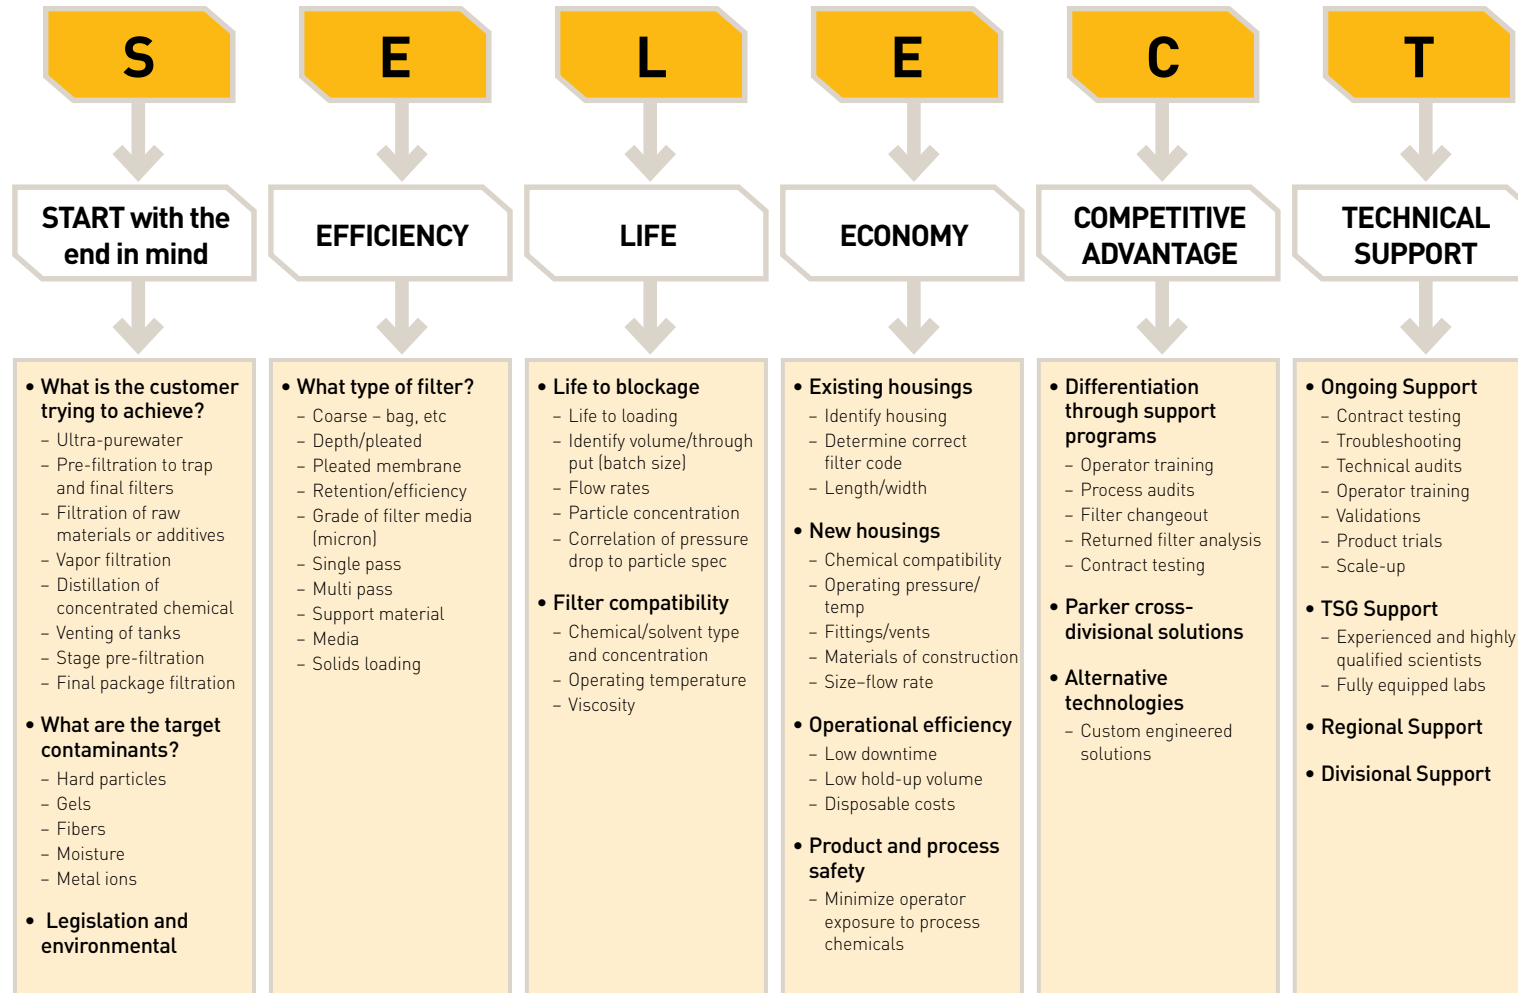 S
E
L
E
C
T
START with the
end in mind
EFFICIENCY
LIFE
ECONOMY
COMPETITIVE
ADVANTAGE
TECHNICAL
SUPPORT
• What is the customer
trying to achieve?
– Ultra-purewater
– Pre-filtration to trap
and final filters
– Filtration of raw
materials or additives
– Vapor filtration
– Distillation of
concentrated chemical
– Venting of tanks
– Stage pre-filtration
– Final package filtration
• What are the target
contaminants?
– Hard particles
– Gels
– Fibers
– Moisture
– Metal ions
• Legislation and
environmental
• What type of filter?
– Coarse – bag, etc
– Depth/pleated
– Pleated membrane
– Retention/efficiency
– Grade of filter media
(micron)
– Single pass
– Multi pass
– Support material
– Media
– Solids loading
• Life to blockage
– Life to loading
– Identify volume/through
put (batch size)
– Flow rates
– Particle concentration
– Correlation of pressure
drop to particle spec
• Filter compatibility
– Chemical/solvent type
and concentration
– Operating temperature
– Viscosity
• Existing housings
– Identify housing
– Determine correct
filter code
– Length/width
• New housings
– Chemical compatibility
– Operating pressure/
temp
– Fittings/vents
– Materials of construction
– Size–flow rate
• Operational efficiency
– Low downtime
– Low hold-up volume
– Disposable costs
• Product and process
safety
– Minimize operator
exposure to process
chemicals
• Differentiation
through support
programs
– Operator training
– Process audits
– Filter changeout
– Returned filter analysis
– Contract testing
• Parker cross-
divisional solutions
• Alternative
technologies
– Custom engineered
solutions
• Ongoing Support
– Contract testing
– Troubleshooting
– Technical audits
– Operator training
– Validations
– Product trials
– Scale-up
• TSG Support
– Experienced and highly
qualified scientists
– Fully equipped labs
• Regional Support
• Divisional Support